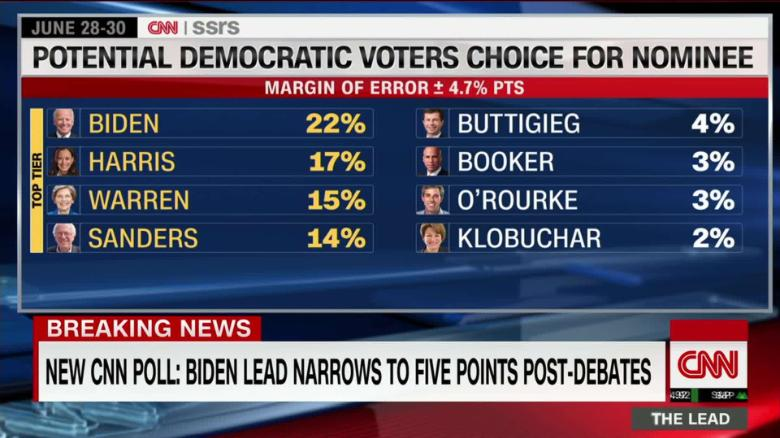 JUNE 28-30 CNN | ssrs
POTENTIAL DEMOCRATIC VOTERS CHOICE FOR NOMINEE
MARGIN OF ERROR ± 4.7% PTS
TOP TIER
BIDEN 22%
HARRIS 17%
WARREN 15%
SANDERS 14%
BUTTIGIEG 4%
BOOKER 3%
O'ROURKE 3%
KLOBUCHAR 2%
BREAKING NEWS
NEW CNN POLL: BIDEN LEAD NARROWS TO FIVE POINTS POST-DEBATES
CNN
THE LEAD